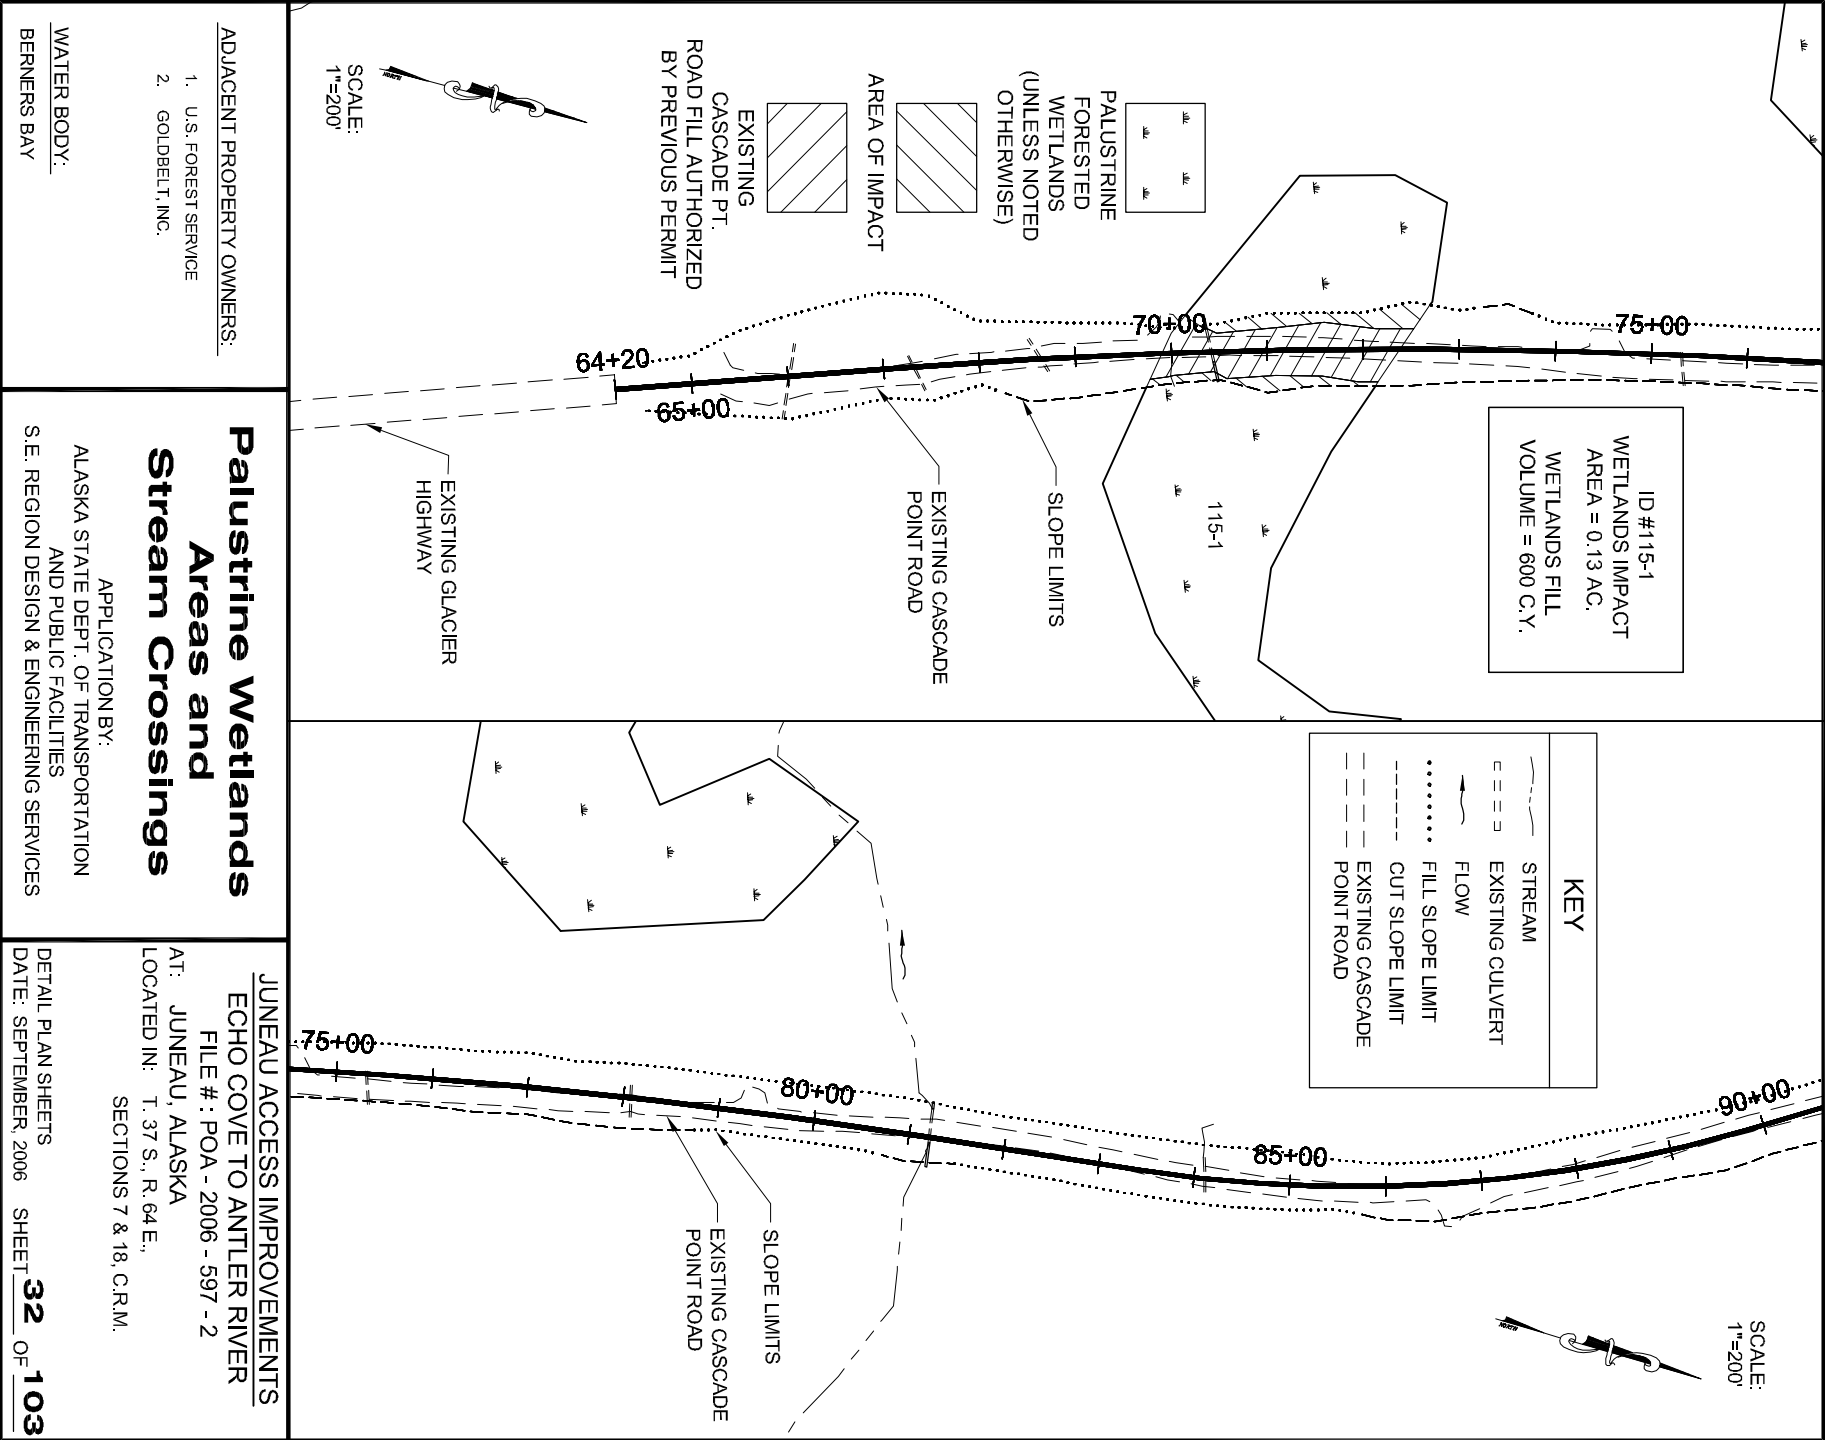 SCALE:
1"=200'
PALUSTRINE
FORESTED
WETLANDS
(UNLESS NOTED
OTHERWISE)
AREA OF IMPACT
EXISTING
CASCADE PT.
ROAD FILL AUTHORIZED
BY PREVIOUS PERMIT
NORTH
64+20
65+00
70+00
75+00
115-1
ID #115-1
WETLANDS IMPACT
AREA = 0.13 AC.
WETLANDS FILL
VOLUME = 600 C.Y.
SLOPE LIMITS
EXISTING CASCADE
POINT ROAD
EXISTING GLACIER
HIGHWAY
KEY
STREAM
EXISTING CULVERT
FLOW
FILL SLOPE LIMIT
CUT SLOPE LIMIT
EXISTING CASCADE
POINT ROAD
75+00
80+00
85+00
90+00
SLOPE LIMITS
EXISTING CASCADE
POINT ROAD
SCALE:
1"=200'
NORTH
ADJACENT PROPERTY OWNERS:
1. U.S. FOREST SERVICE
2. GOLDBELT, INC.
WATER BODY:
BERNERS BAY
Palustrine Wetlands
Areas and
Stream Crossings
APPLICATION BY:
ALASKA STATE DEPT. OF TRANSPORTATION
AND PUBLIC FACILITIES
S.E. REGION DESIGN & ENGINEERING SERVICES
JUNEAU ACCESS IMPROVEMENTS
ECHO COVE TO ANTLER RIVER
FILE # : POA - 2006 - 597 - 2
AT: JUNEAU, ALASKA
LOCATED IN: T. 37 S., R. 64 E.,
SECTIONS 7 & 18, C.R.M.
DETAIL PLAN SHEETS
DATE: SEPTEMBER, 2006 SHEET 32 OF 103